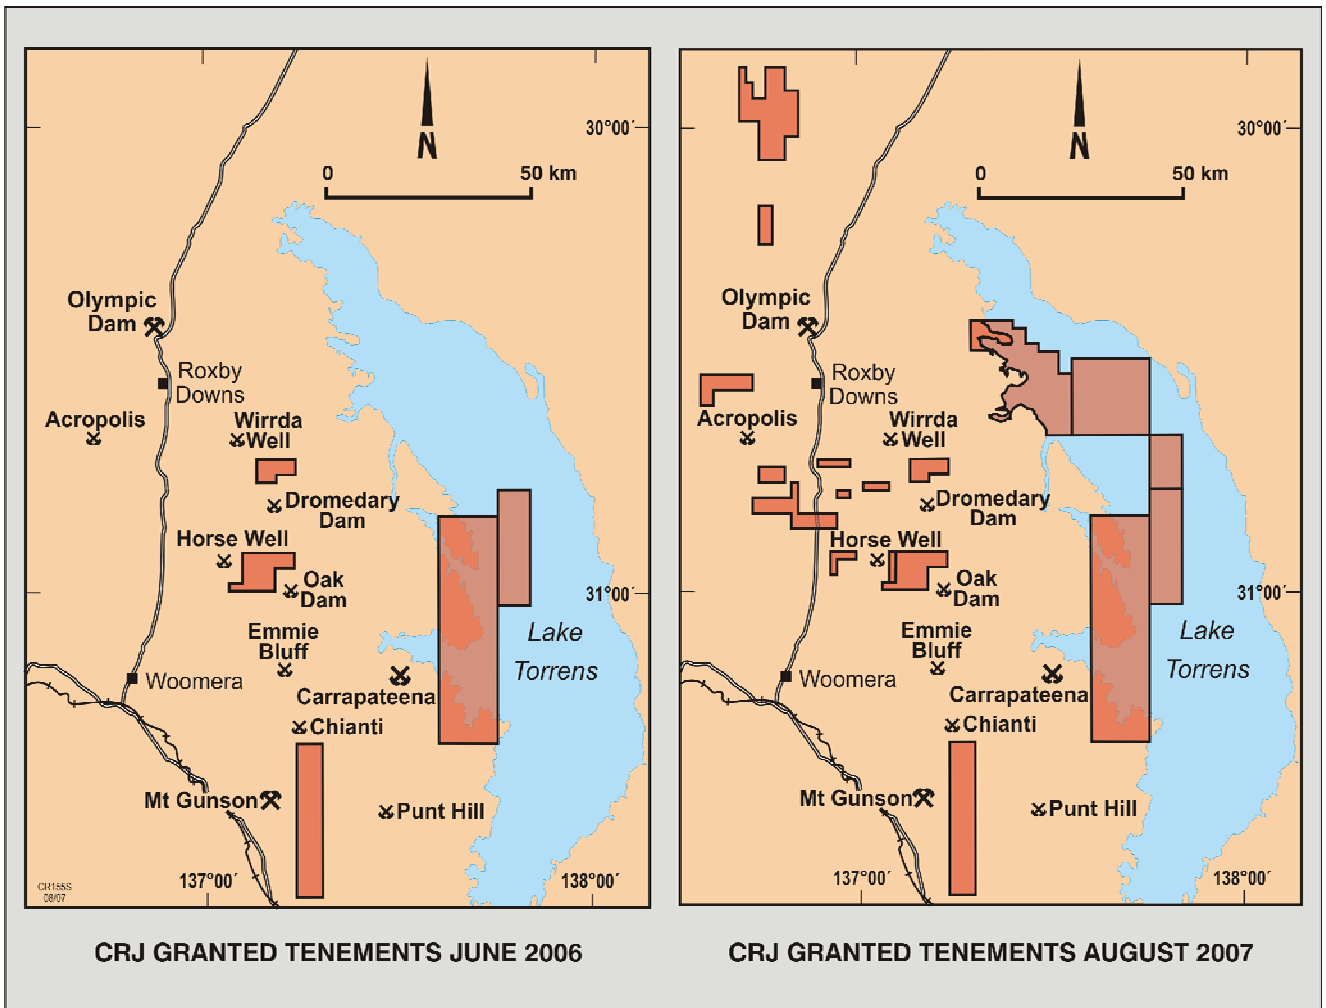 30°00´
N
0 50 km
Olympic
Dam
Roxby
Downs
Acropolis
Wirrda
Well
Dromedary
Dam
Horse Well
Oak
Dam
31°00´
Emmie
Bluff
Lake
Torrens
Woomera
Carrapateena
Chianti
Mt Gunson
Punt Hill
CR155S
08/07
137°00´ 138°00´
CRJ GRANTED TENEMENTS JUNE 2006
30°00´
N
0 50 km
Olympic
Dam
Roxby
Downs
Acropolis
Wirrda
Well
Dromedary
Dam
Horse Well
Oak
Dam
31°00´
Emmie
Bluff
Lake
Torrens
Woomera
Carrapateena
Chianti
Mt Gunson
Punt Hill
137°00´ 138°00´
CRJ GRANTED TENEMENTS AUGUST 2007